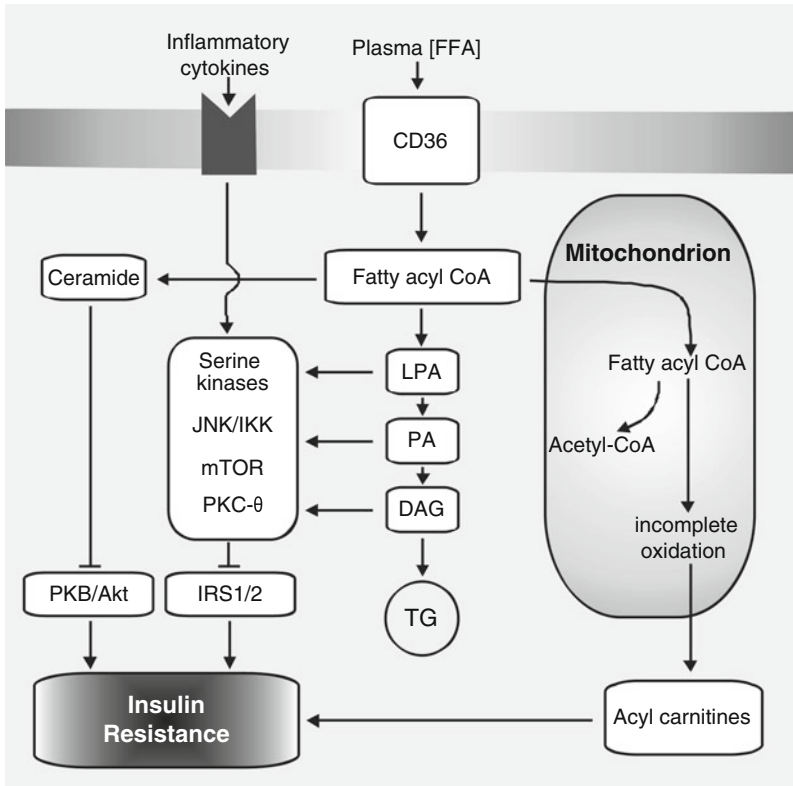 Inflammatory
cytokines
Plasma [FFA]
CD36
Mitochondrion
Ceramide
Fatty acyl CoA
Serine
kinases
JNK/IKK
mTOR
PKC-θ
LPA
PA
DAG
TG
Fatty acyl CoA
Acetyl-CoA
incomplete
oxidation
PKB/Akt
IRS1/2
Insulin
Resistance
Acyl carnitines